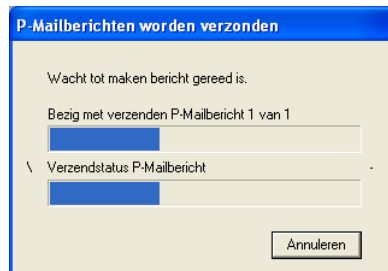 P-Mailberichten worden verzonden
Wacht tot maken bericht gereed is.
Bezig met verzenden P-Mailbericht 1 van 1
\ Verzendstatus P-Mailbericht
Annuleren